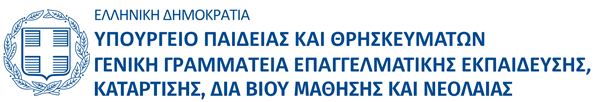 ΕΛΛΗΝΙΚΗ ΔΗΜΟΚΡΑΤΙΑ
ΥΠΟΥΡΓΕΙΟ ΠΑΙΔΕΙΑΣ ΚΑΙ ΘΡΗΣΚΕΥΜΑΤΩΝ
ΓΕΝΙΚΗ ΓΡΑΜΜΑΤΕΙΑ ΕΠΑΓΓΕΛΜΑΤΙΚΗΣ ΕΚΠΑΙΔΕΥΣΗΣ,
ΚΑΤΑΡΤΙΣΗΣ, ΔΙΑ ΒΙΟΥ ΜΑΘΗΣΗΣ ΚΑΙ ΝΕΟΛΑΙΑΣ